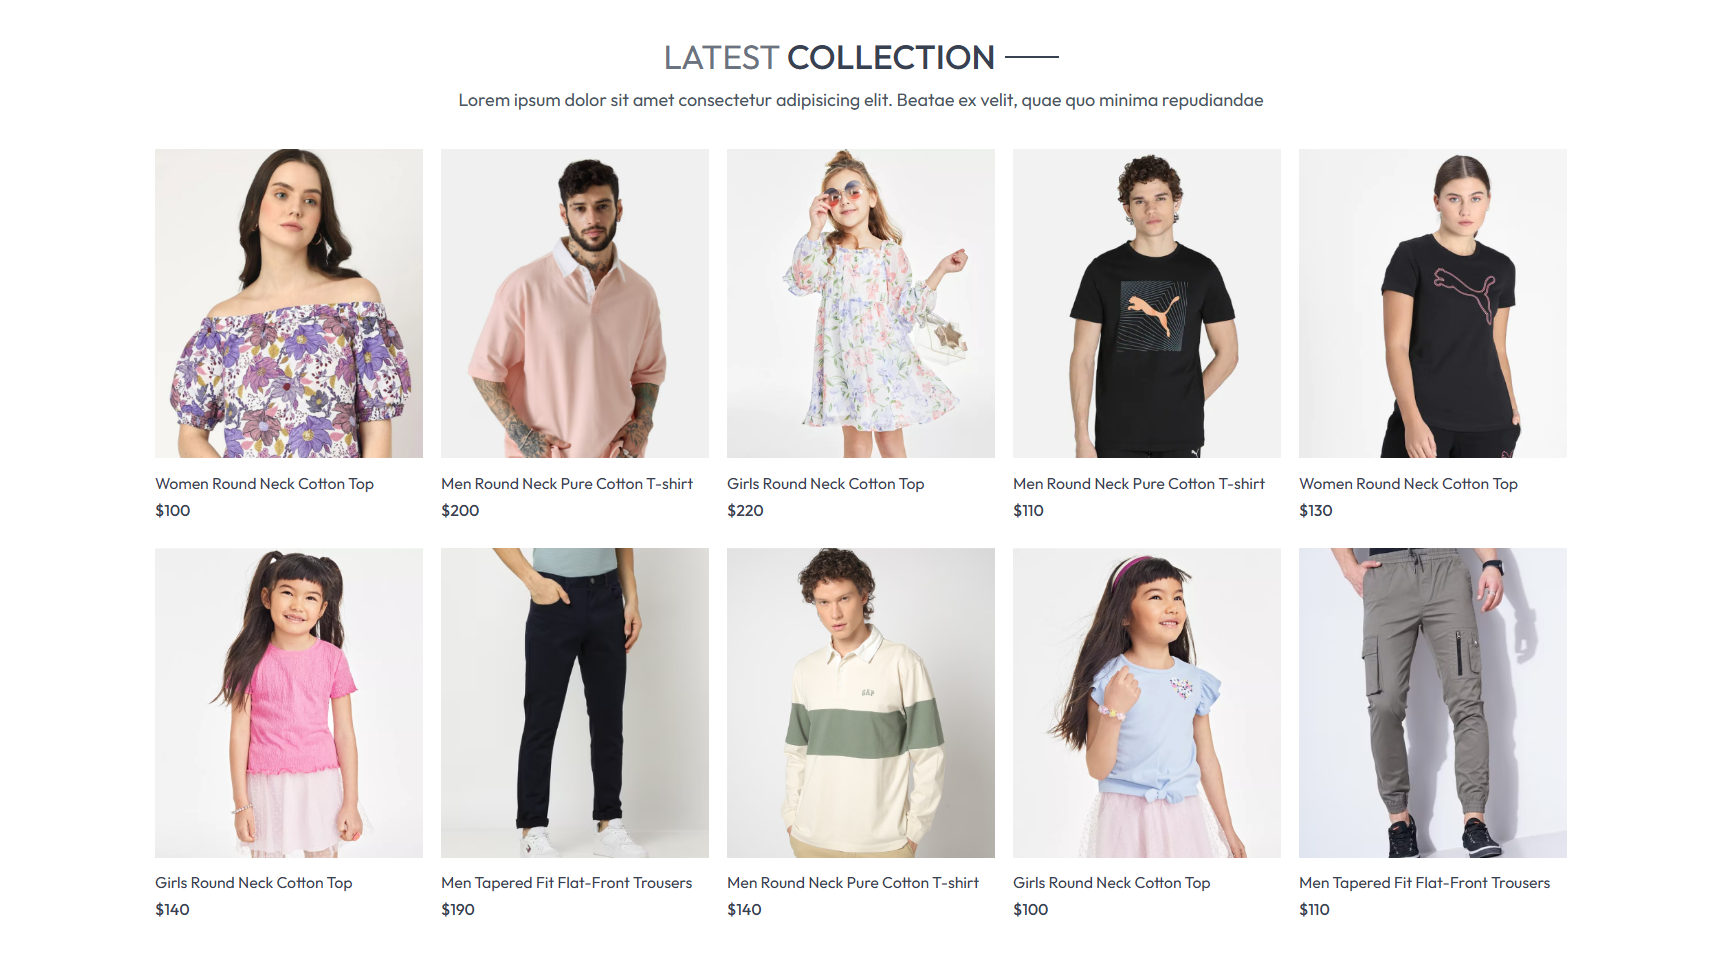 LATEST COLLECTION
Lorem ipsum dolor sit amet consectetur adipisicing elit. Beatae ex velit, quae quo minima repudiandae
Women Round Neck Cotton Top
$100
Men Round Neck Pure Cotton T-shirt
$200
Girls Round Neck Cotton Top
$220
Men Round Neck Pure Cotton T-shirt
$110
Women Round Neck Cotton Top
$130
GAP
Girls Round Neck Cotton Top
$140
Men Tapered Fit Flat-Front Trousers
$190
Men Round Neck Pure Cotton T-shirt
$140
Girls Round Neck Cotton Top
$100
Men Tapered Fit Flat-Front Trousers
$110